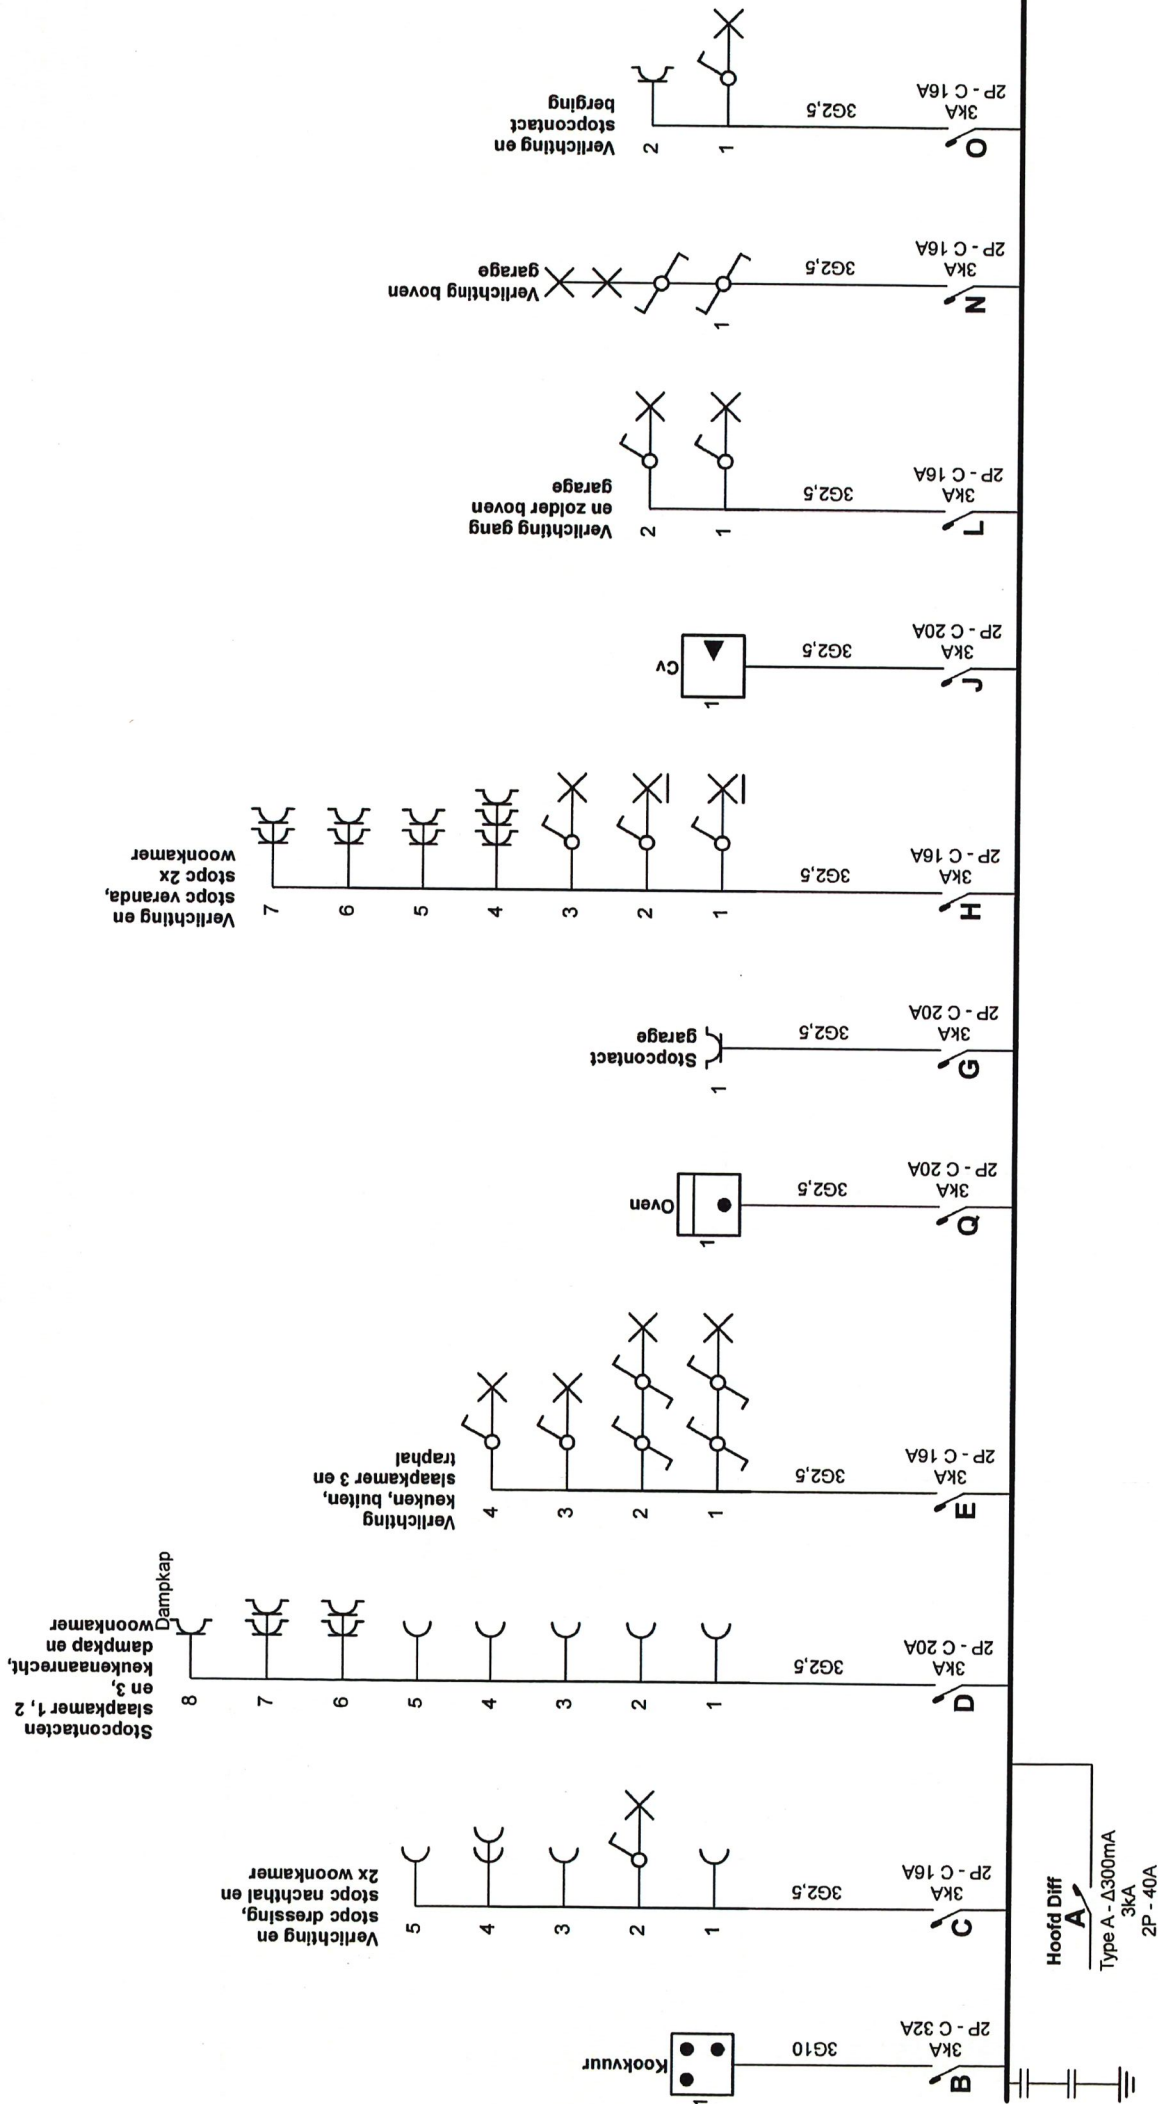 Kookvuur
1
3G10
B
3kA
2P - C 32A
Hoofd Diff
A
Type A - Δ300mA
3kA
2P - 40A
Verlichting en
stopc dressing,
stopc nachthal en
2x woonkamer
5
4
3
2
1
3G2,5
C
3kA
2P - C 16A
Stopcontacten
slaapkamer 1, 2
en 3,
keukenaanrecht,
dampkap en
woonkamer
Dampkap
8
7
6
5
4
3
2
1
3G2,5
D
3kA
2P - C 20A
Verlichting
keuken, buiten,
slaapkamer 3 en
traphal
4
3
2
1
3G2,5
E
3kA
2P - C 16A
Oven
1
3G2,5
Q
3kA
2P - C 20A
Stopcontact
garage
1
3G2,5
G
3kA
2P - C 20A
Verlichting en
stopc veranda,
stopc 2x
woonkamer
7
6
5
4
3
2
1
3G2,5
H
3kA
2P - C 16A
Cv
1
3G2,5
J
3kA
2P - C 20A
Verlichting gang
en zolder boven
garage
2
1
3G2,5
L
3kA
2P - C 16A
Verlichting boven
garage
1
3G2,5
N
3kA
2P - C 16A
Verlichting en
stopcontact
berging
2
1
3G2,5
O
3kA
2P - C 16A